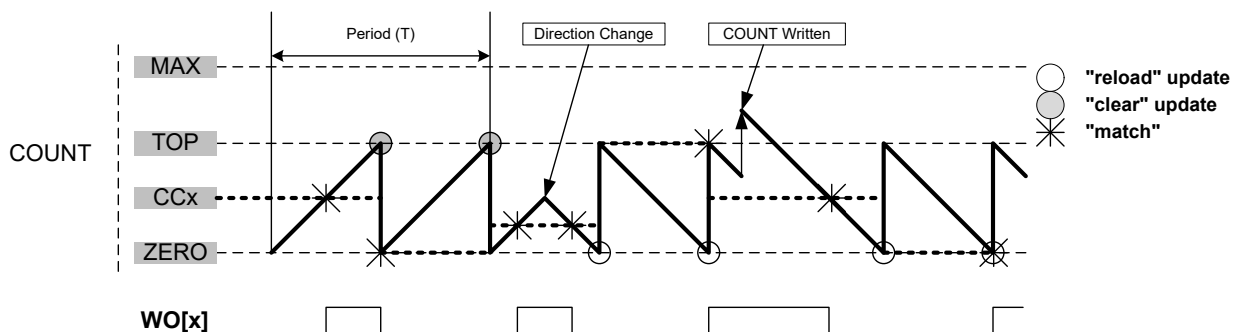 Period (T)
Direction Change
COUNT Written
MAX
"reload" update
"clear" update
"match"
TOP
COUNT
CCx
ZERO
WO[x]